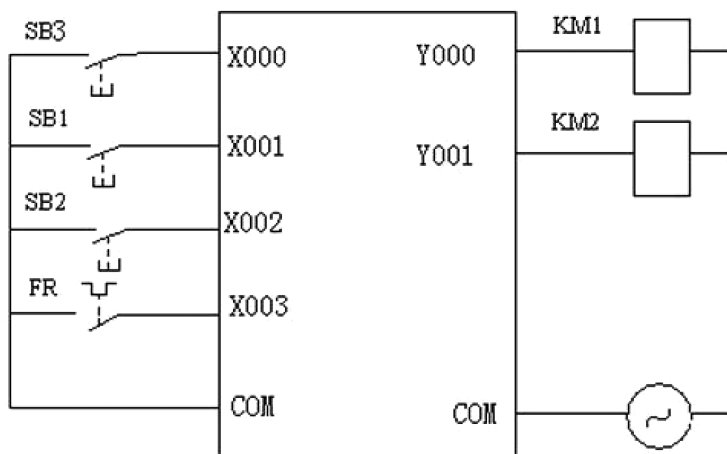 SB3
X000
SB1
X001
SB2
X002
FR
X003
COM
Y000
KM1
Y001
KM2
COM